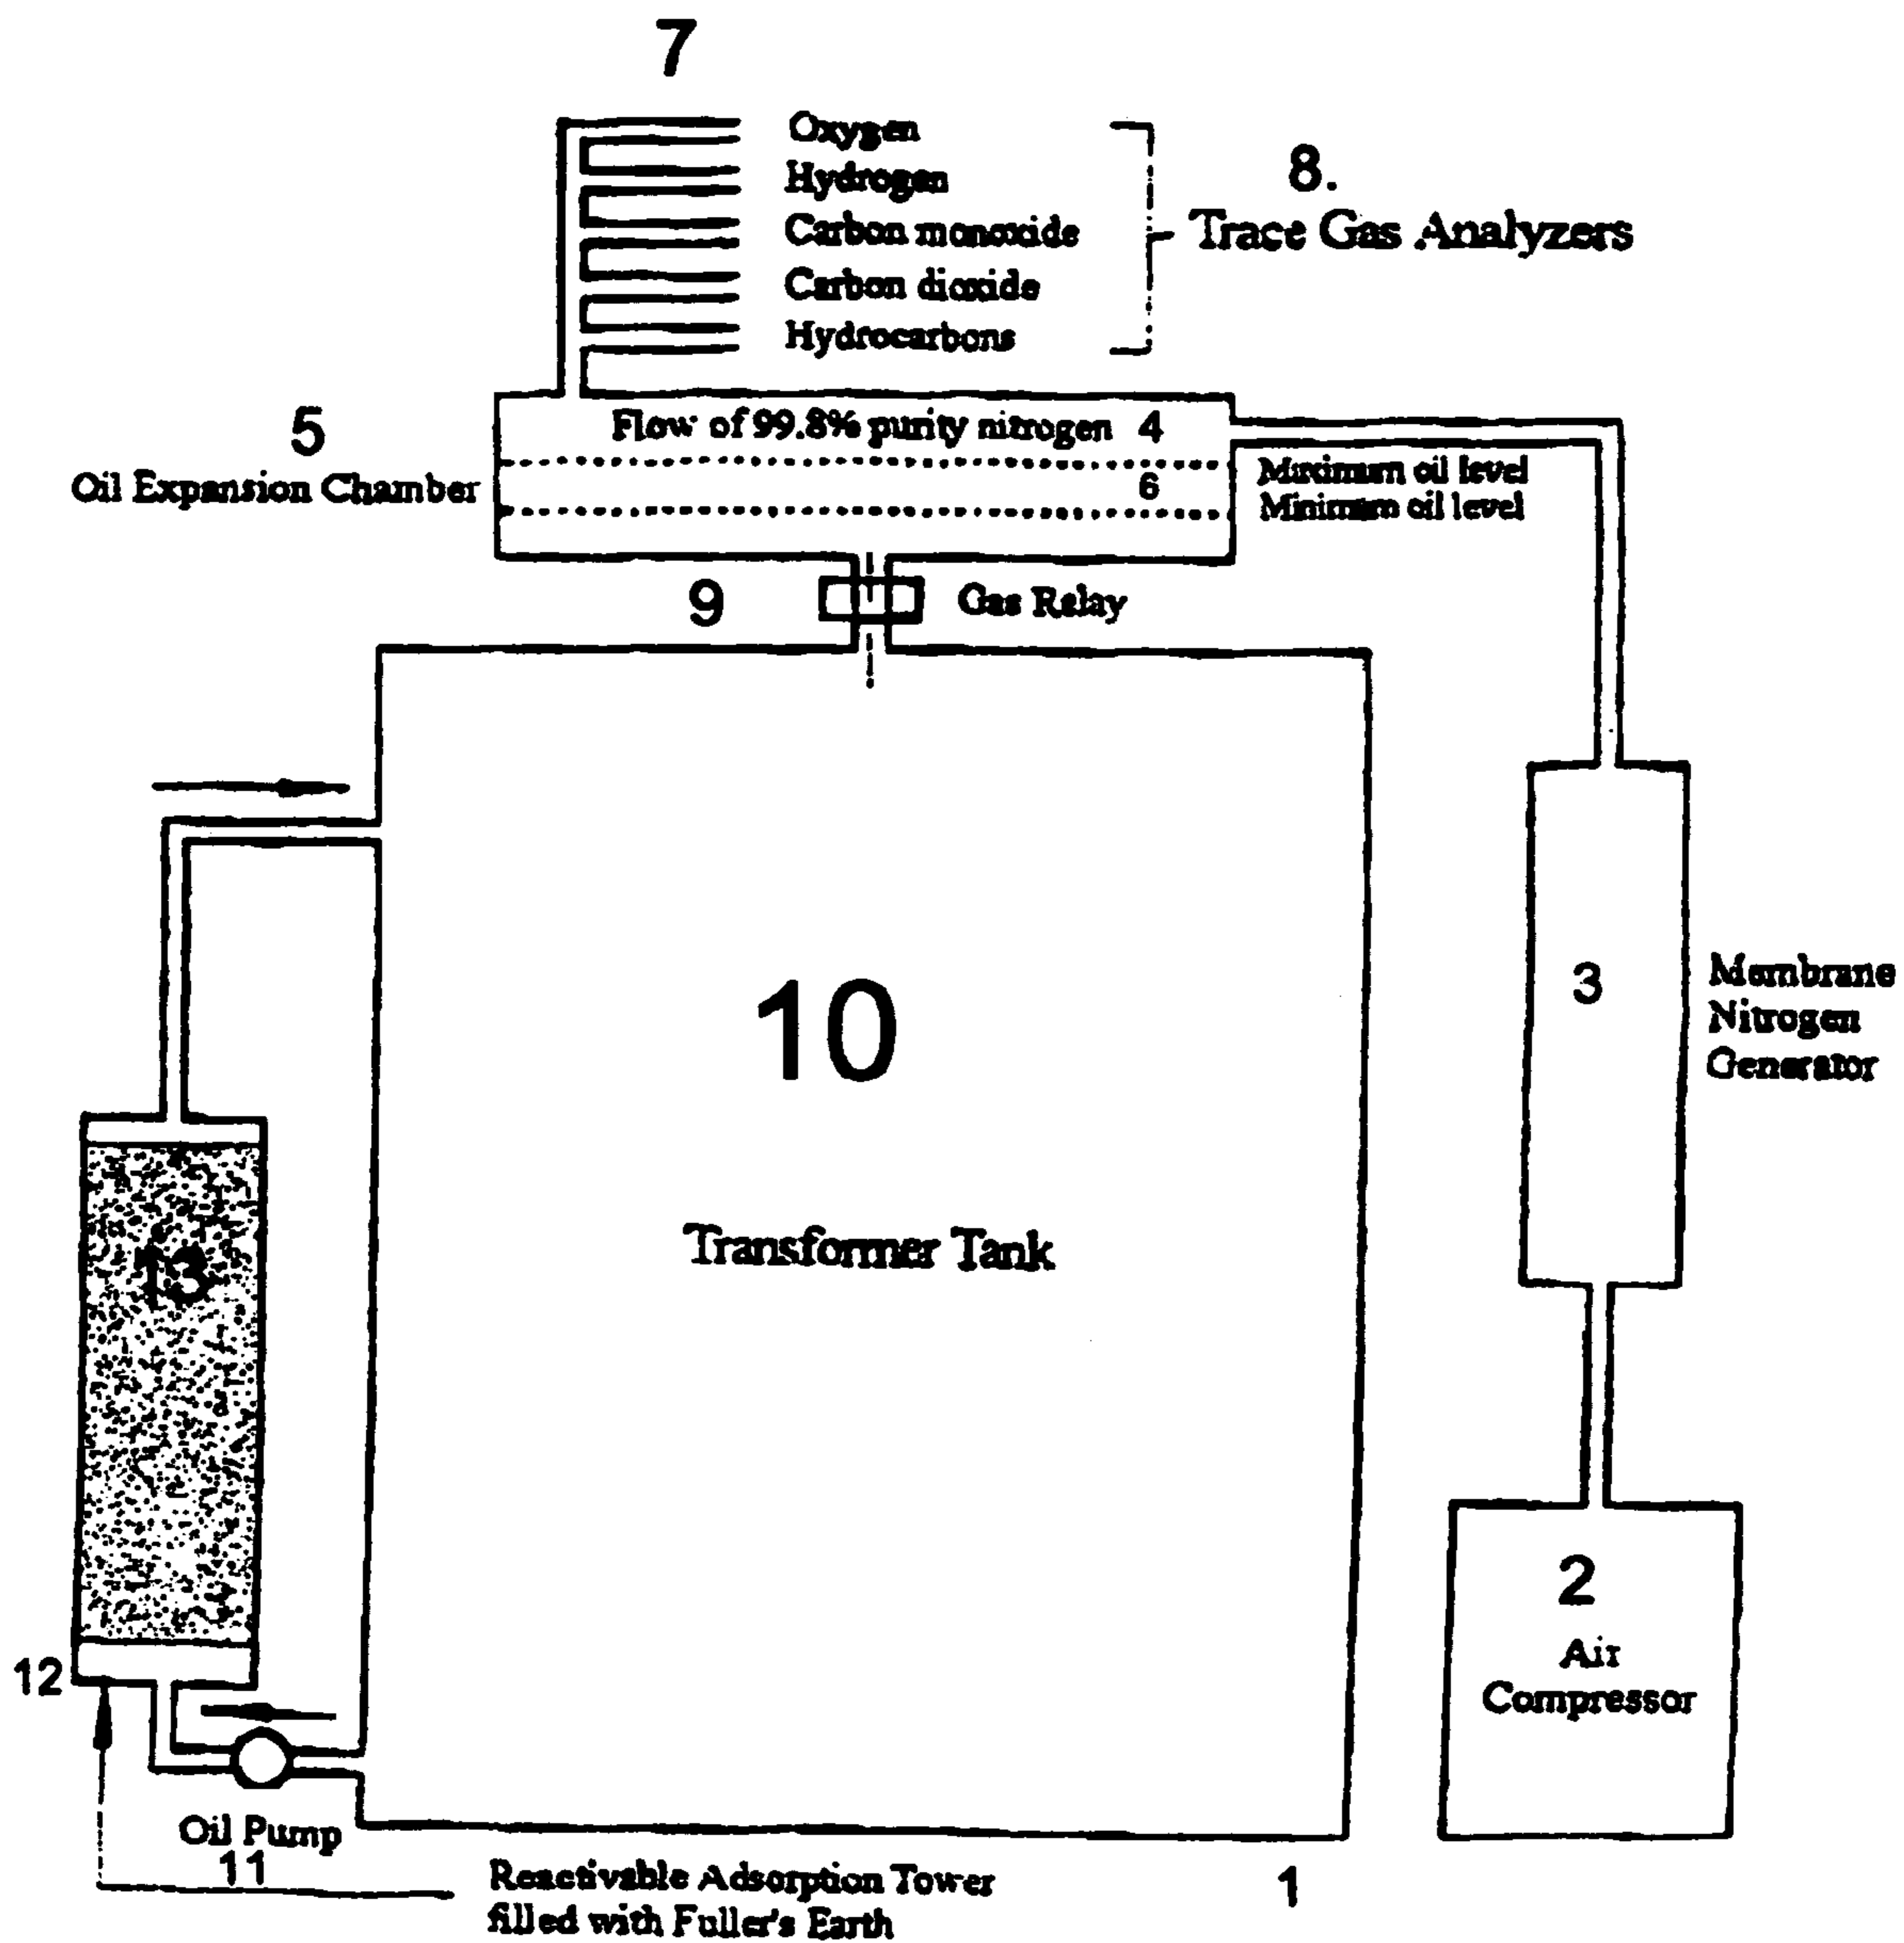 7
Oxygen
Hydrogen
Carbon monoxide
Carbon dioxide
Hydrocarbons
8.
Trace Gas Analyzers
Flow of 99.8% purity nitrogen 4
5
Oil Expansion Chamber
6
Maximum oil level
Minimum oil level
9
Gas Relay
10
Transformer Tank
3
Membrane
Nitrogen
Generator
13
2
Air
Compressor
12
Oil Pump
11
Reactivable Adsorption Tower
filled with Fuller's Earth
1